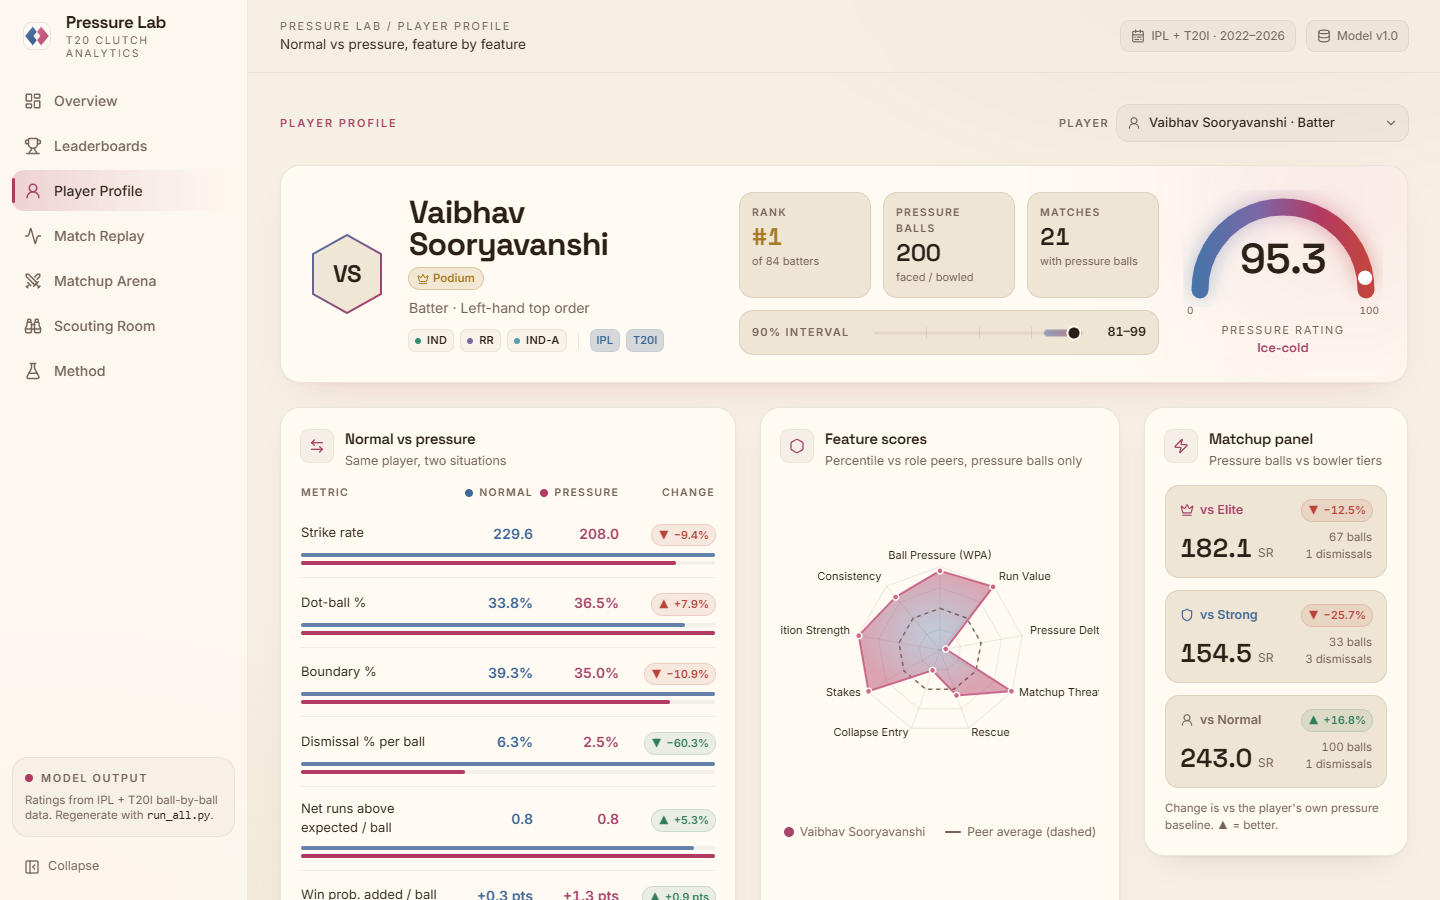 Pressure Lab
T20 CLUTCH
ANALYTICS
Overview
Leaderboards
Player Profile
Match Replay
Matchup Arena
Scouting Room
Method
MODEL OUTPUT
Ratings from IPL + T20I ball-by-ball
data. Regenerate with run_all.py.
Collapse
PRESSURE LAB / PLAYER PROFILE
Normal vs pressure, feature by feature
IPL + T20I · 2022–2026
Model v1.0
PLAYER PROFILE
PLAYER
Vaibhav Sooryavanshi · Batter
VS
Vaibhav
Sooryavanshi
Podium
Batter · Left-hand top order
IND
RR
IND-A
IPL
T20I
RANK
#1
of 84 batters
PRESSURE
BALLS
200
faced / bowled
MATCHES
21
with pressure balls
90% INTERVAL
81–99
95.3
0
100
PRESSURE RATING
Ice-cold
Normal vs pressure
Same player, two situations
METRIC NORMAL PRESSURE CHANGE
Strike rate 229.6 208.0 ▼ −9.4%
Dot-ball % 33.8% 36.5% ▲ +7.9%
Boundary % 39.3% 35.0% ▼ −10.9%
Dismissal % per ball 6.3% 2.5% ▼ −60.3%
Net runs above
expected / ball 0.8 0.8 ▲ +5.3%
Win prob. added / ball +0.3 pts +1.3 pts ▲ +0.9 pts
Feature scores
Percentile vs role peers, pressure balls only
Ball Pressure (WPA)
Consistency
Run Value
ition Strength
Pressure Delt
Stakes
Matchup Threat
Collapse Entry
Rescue
Vaibhav Sooryavanshi
Peer average (dashed)
Matchup panel
Pressure balls vs bowler tiers
vs Elite
▼ −12.5%
182.1 SR
67 balls
1 dismissals
vs Strong
▼ −25.7%
154.5 SR
33 balls
3 dismissals
vs Normal
▲ +16.8%
243.0 SR
100 balls
1 dismissals
Change is vs the player's own pressure
baseline. ▲ = better.